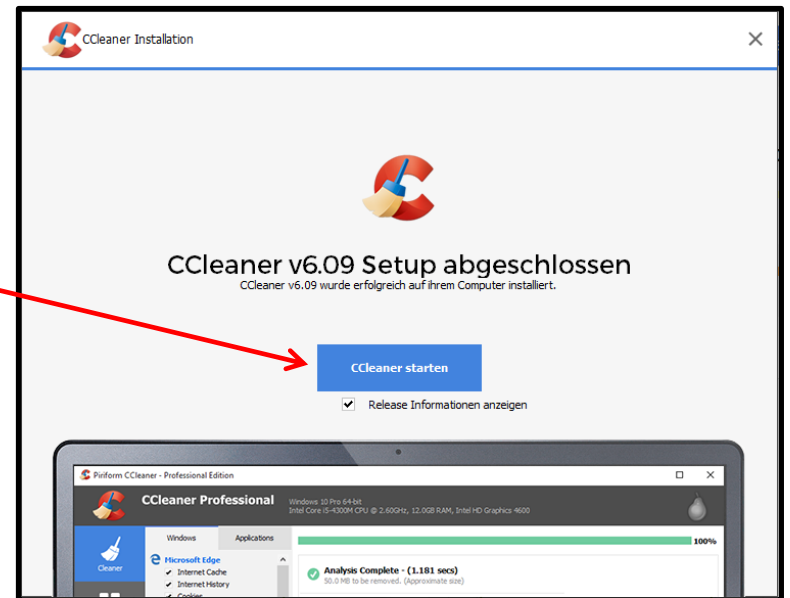 CCleaner Installation
CCleaner v6.09 Setup abgeschlossen
CCleaner v6.09 wurde erfolgreich auf ihrem Computer installiert.
CCleaner starten
Release Informationen anzeigen
Piriform CCleaner - Professional Edition
CCleaner Professional
Windows 10 Pro 64-bit
Intel Core i5-4300M CPU @ 2.60GHz, 12.0GB RAM, Intel HD Graphics 4600
Windows Applications
100%
Cleaner
Microsoft Edge
Internet Cache
Internet History
Cookies
Analysis Complete - (1.181 secs)
50.0 MB to be removed. (Approximate size)